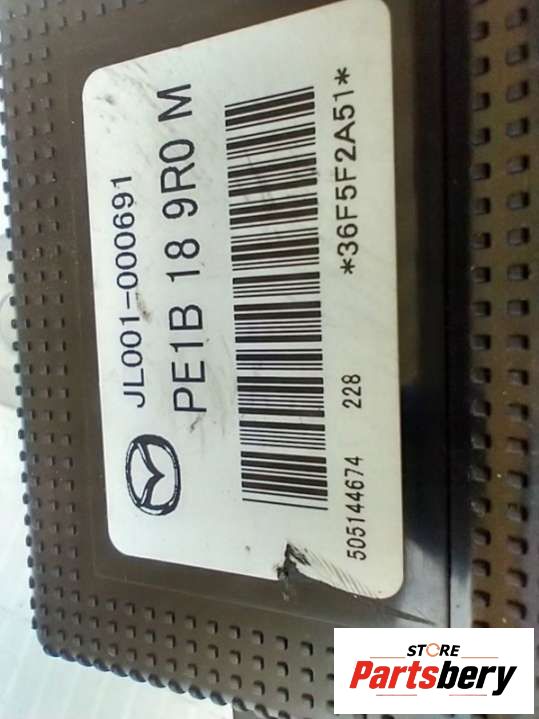 JL001-000691
PE1B 18 9R0 M
*36F5F2A51*
505144674 228
STORE
Partsbery